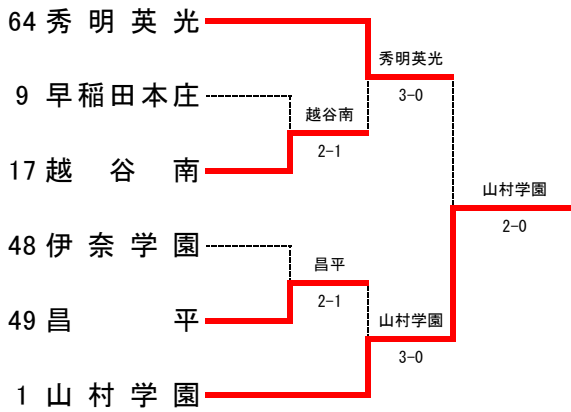 64 秀明英光
9 早稲田本庄
17 越谷南
48 伊奈学園
49 昌平
1 山村学園
越谷南
2-1
昌平
2-1
秀明英光
3-0
山村学園
3-0
山村学園
2-0